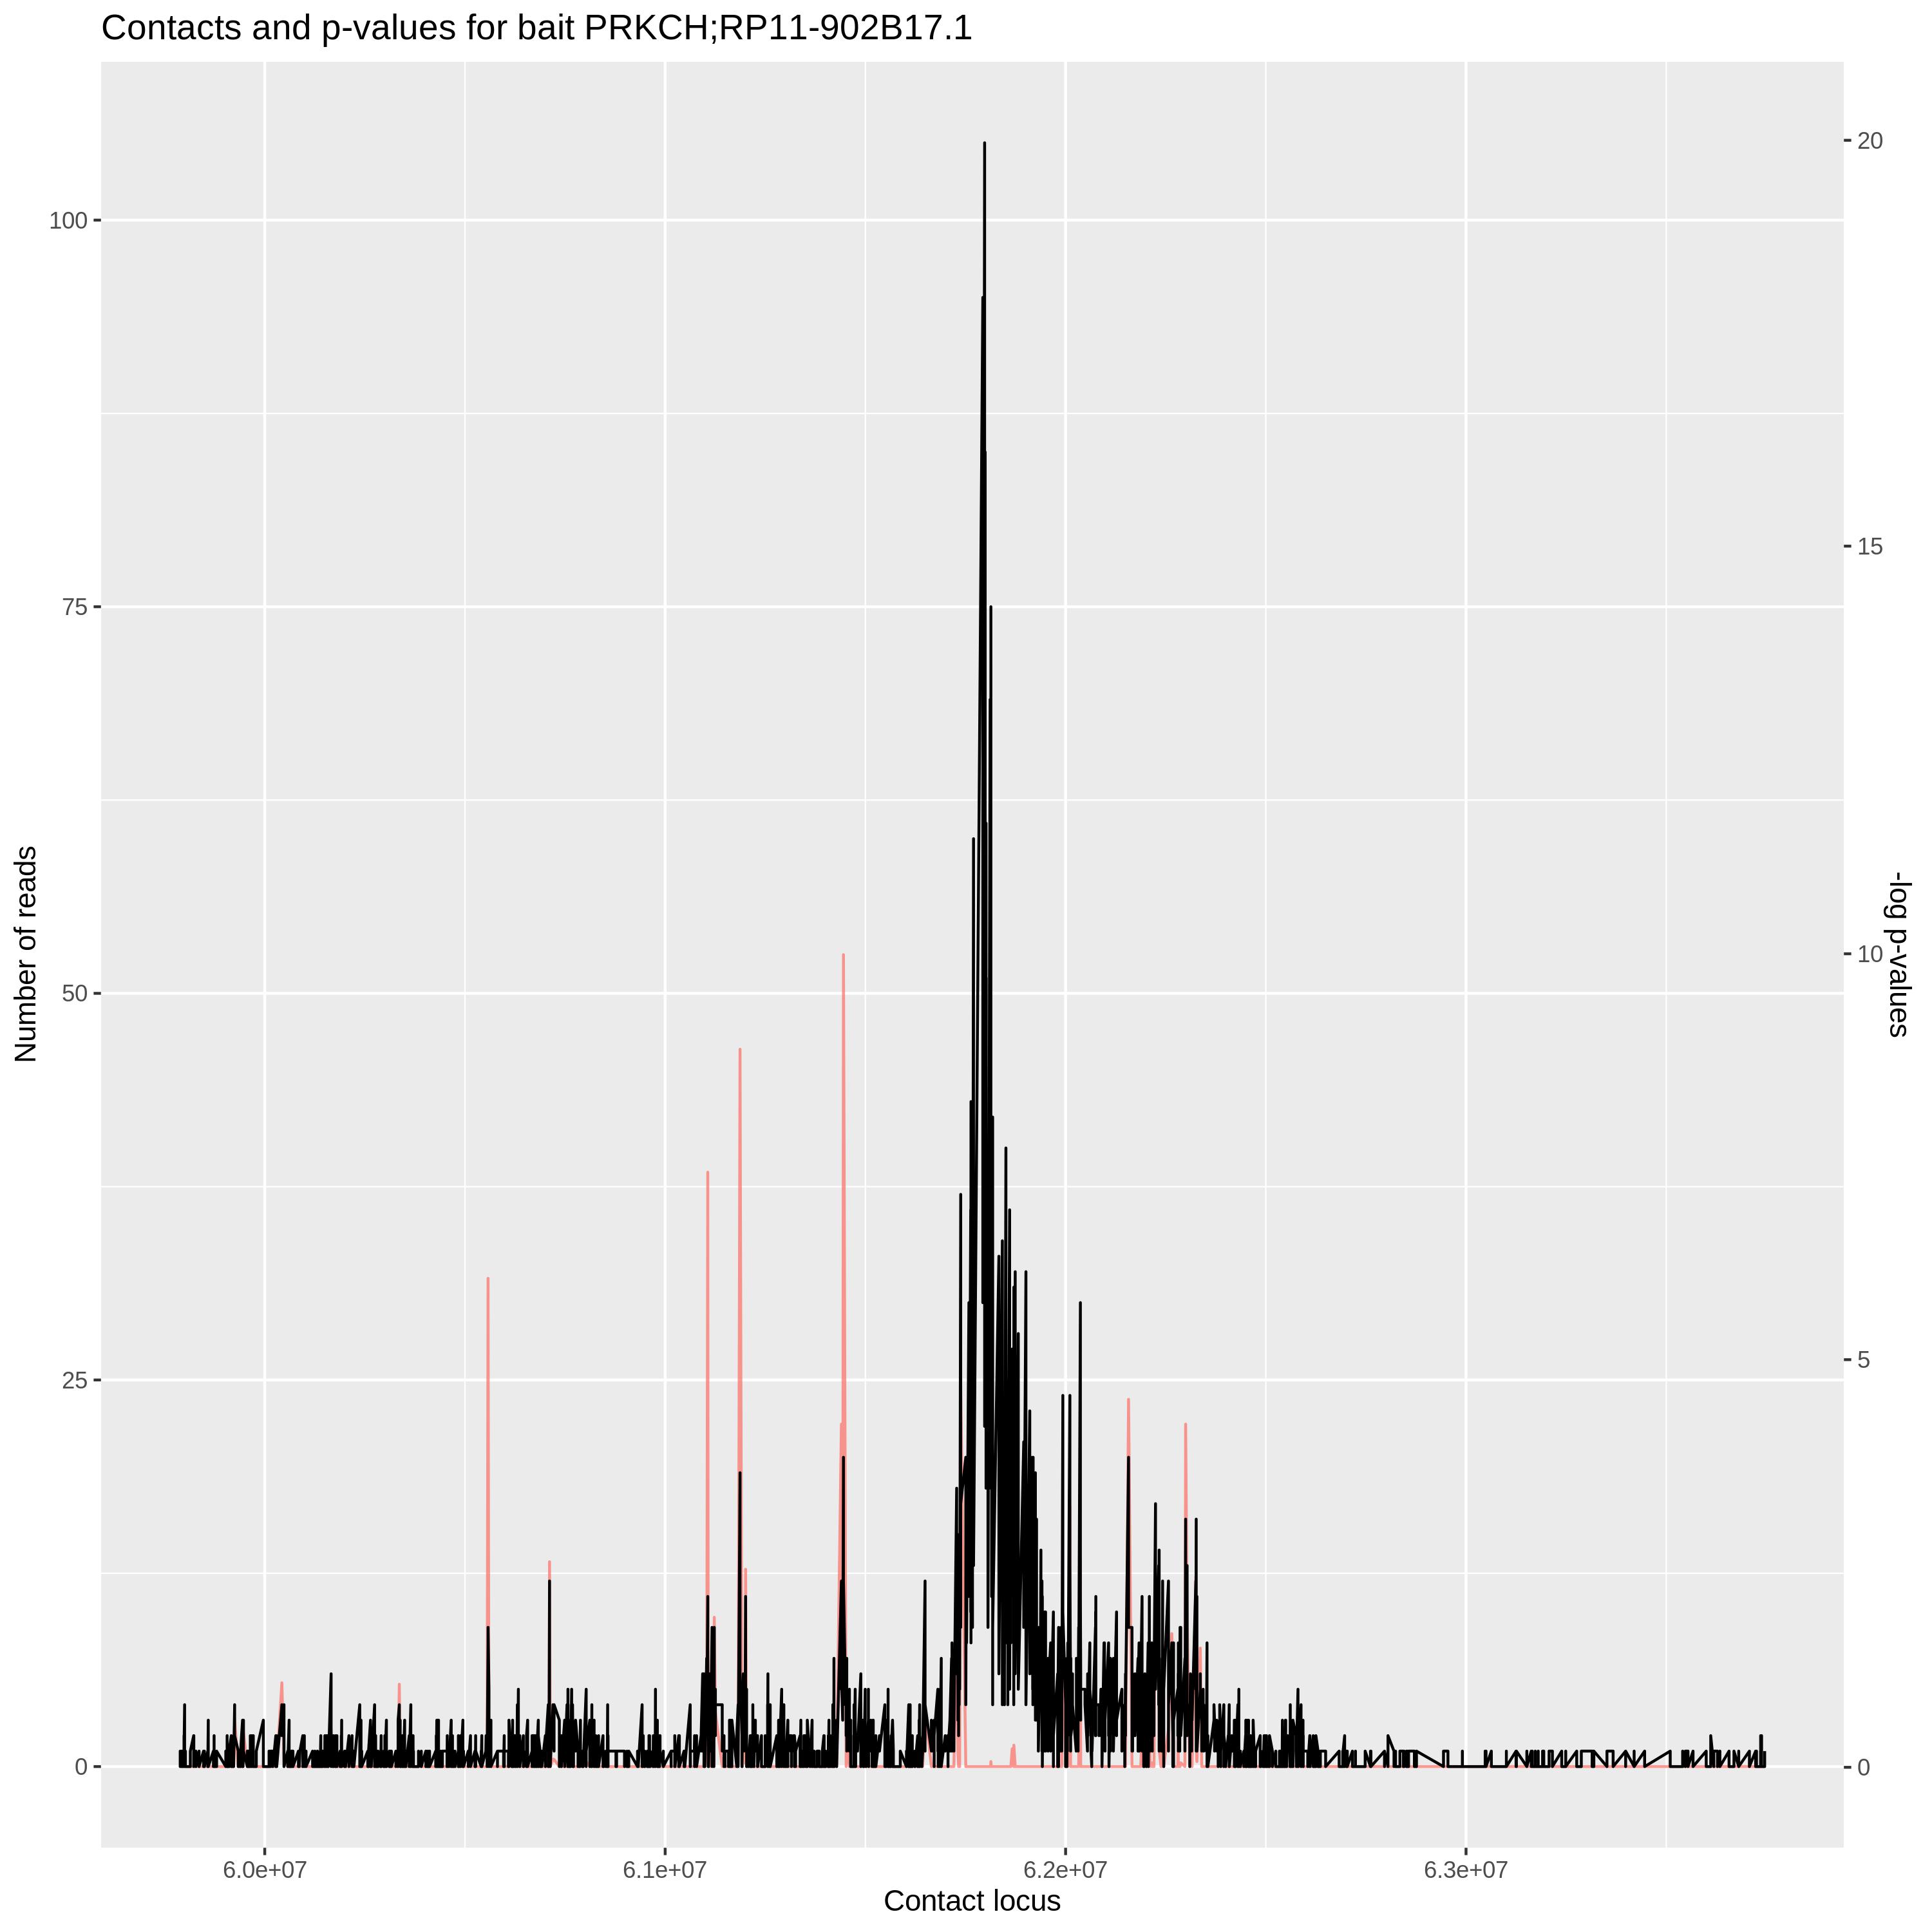 Contacts and p-values for bait PRKCH;RP11-902B17.1
Number of reads
100
75
50
25
0
20
15
10
5
0
-log p-values
6.0e+07 6.1e+07 6.2e+07 6.3e+07
Contact locus